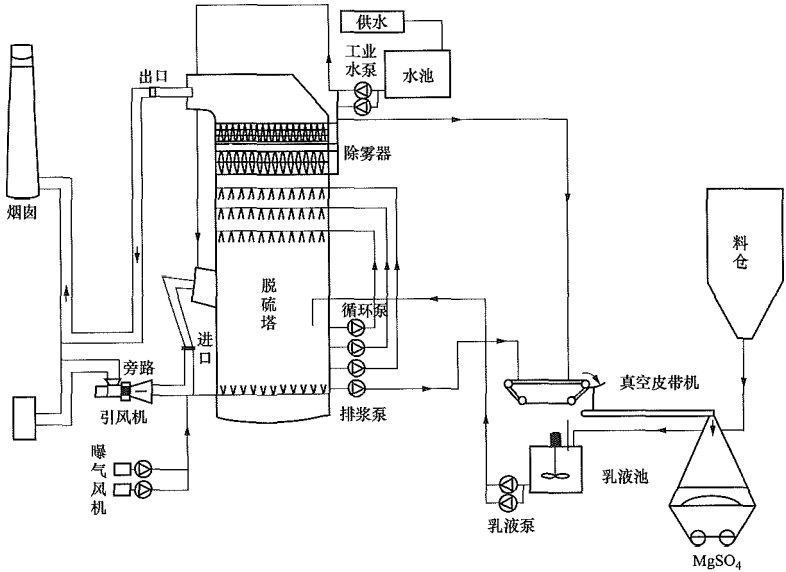 供水
工业
水泵
水池
出口
除雾器
烟囱
料
仓
脱
硫
塔
循环泵
进
口
旁路
引风机
真空皮带机
排浆泵
曝
气
风
机
乳液池
乳液泵
MgSO₄